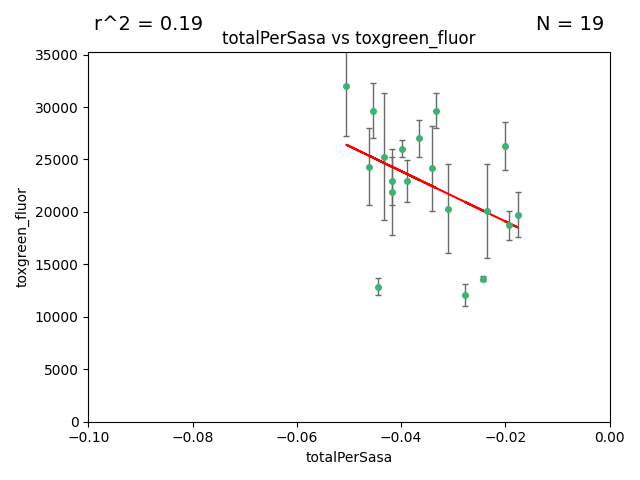 r^2 = 0.19
N = 19
totalPerSasa vs toxgreen_fluor
35000
30000
25000
20000
15000
10000
5000
0
toxgreen_fluor
−0.10
−0.08
−0.06
−0.04
−0.02
0.00
totalPerSasa